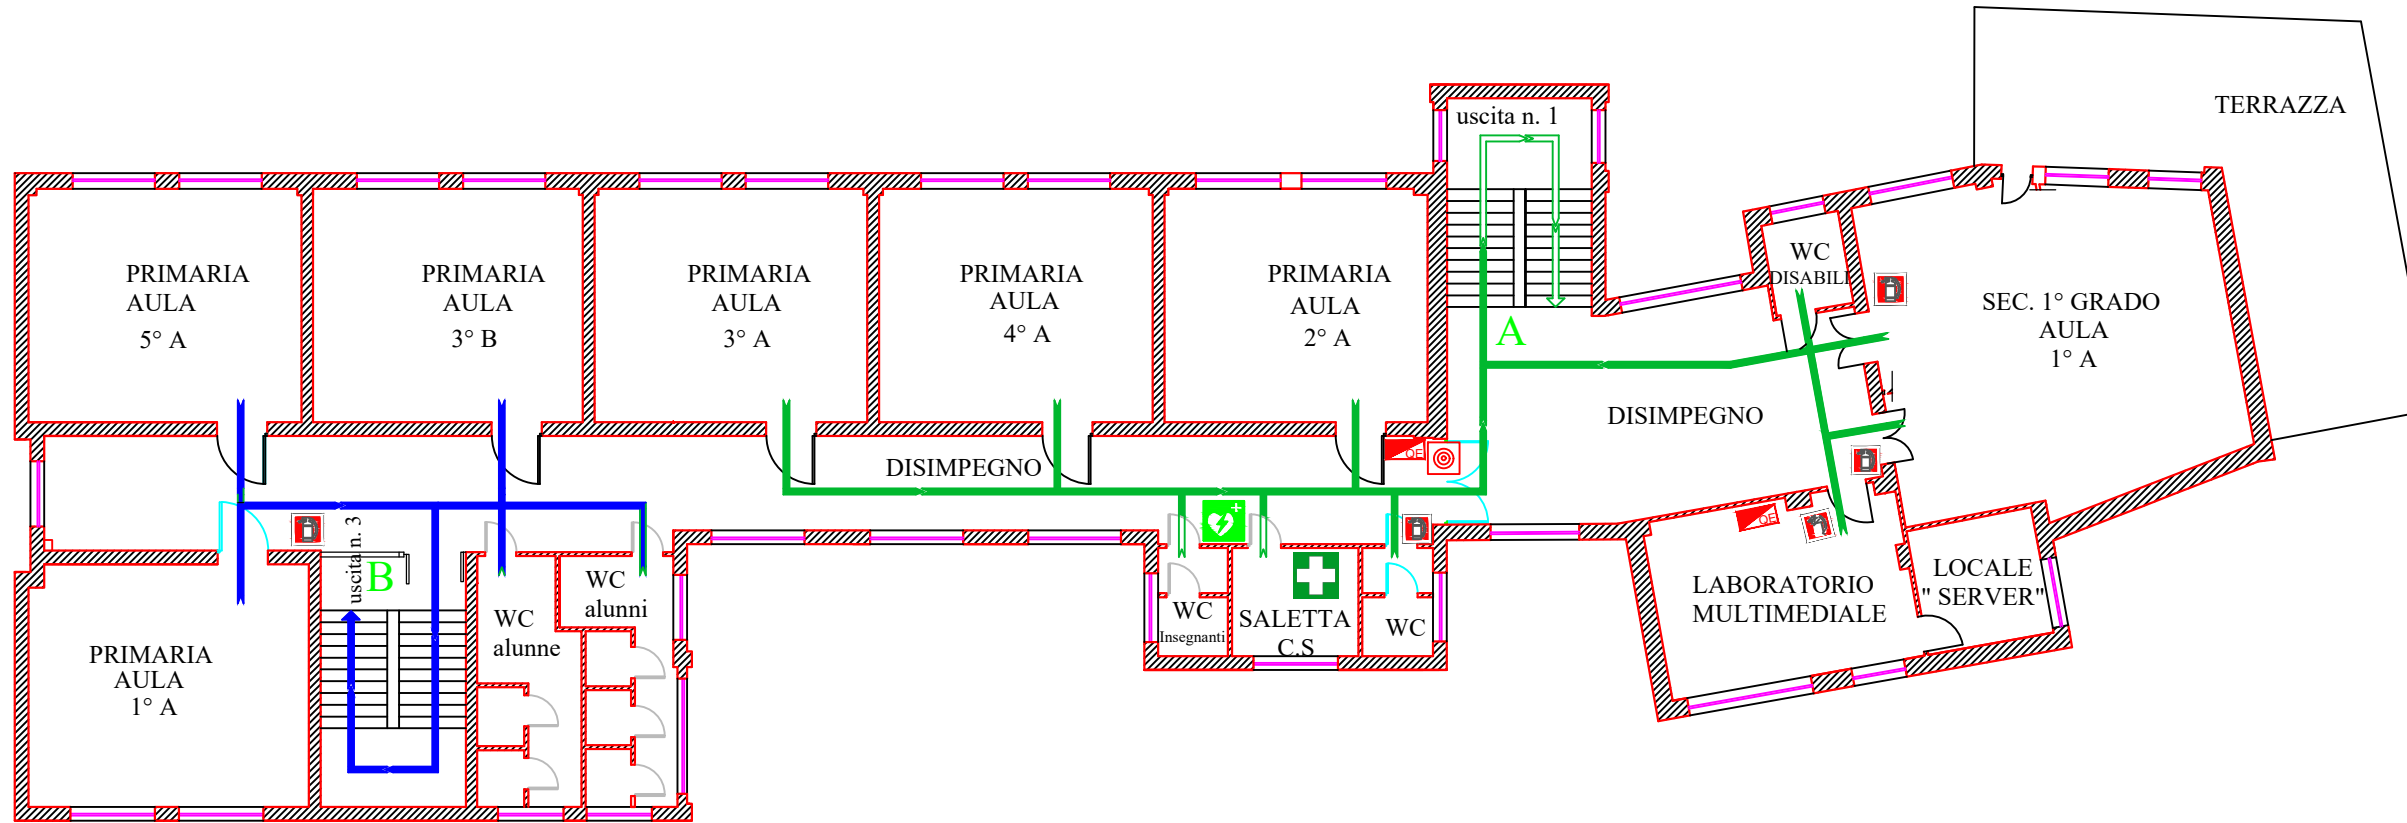 TERRAZZA
uscita n. 1
PRIMARIA
AULA
5° A
PRIMARIA
AULA
3° B
PRIMARIA
AULA
3° A
PRIMARIA
AULA
4° A
PRIMARIA
AULA
2° A
A
WC
DISABILI
SEC. 1° GRADO
AULA
1° A
DISIMPEGNO
DISIMPEGNO
QE
uscita n. 3
B
PRIMARIA
AULA
1° A
WC
alunne
WC
alunni
WC
Insegnanti
SALETTA
C.S
WC
QE
LABORATORIO
MULTIMEDIALE
LOCALE
" SERVER"